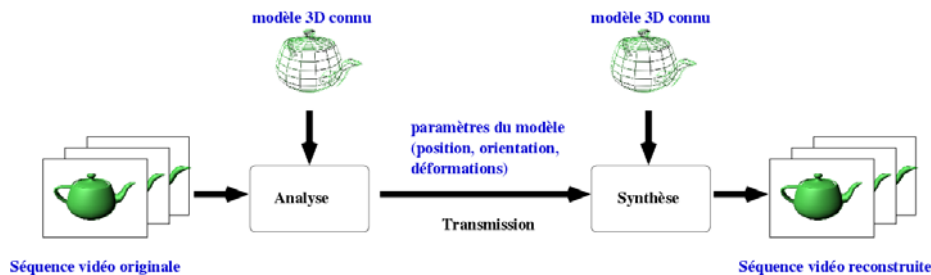 modèle 3D connu
modèle 3D connu
paramètres du modèle
(position, orientation,
déformations)
Analyse
Synthèse
Transmission
Séquence vidéo originale
Séquence vidéo reconstruite